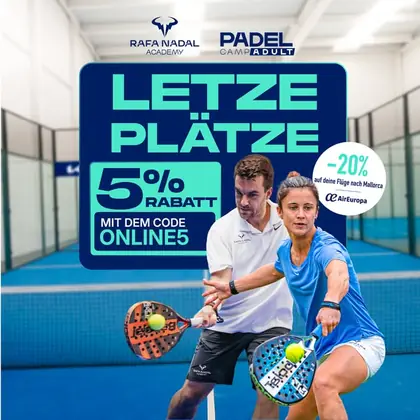 RAFA NADAL
ACADEMY
PADEL
CAMP ADULT
LETZE
PLÄTZE
5%
RABATT
MIT DEM CODE
ONLINE5
-20%
auf deine Flüge nach Mallorca
AirEuropa